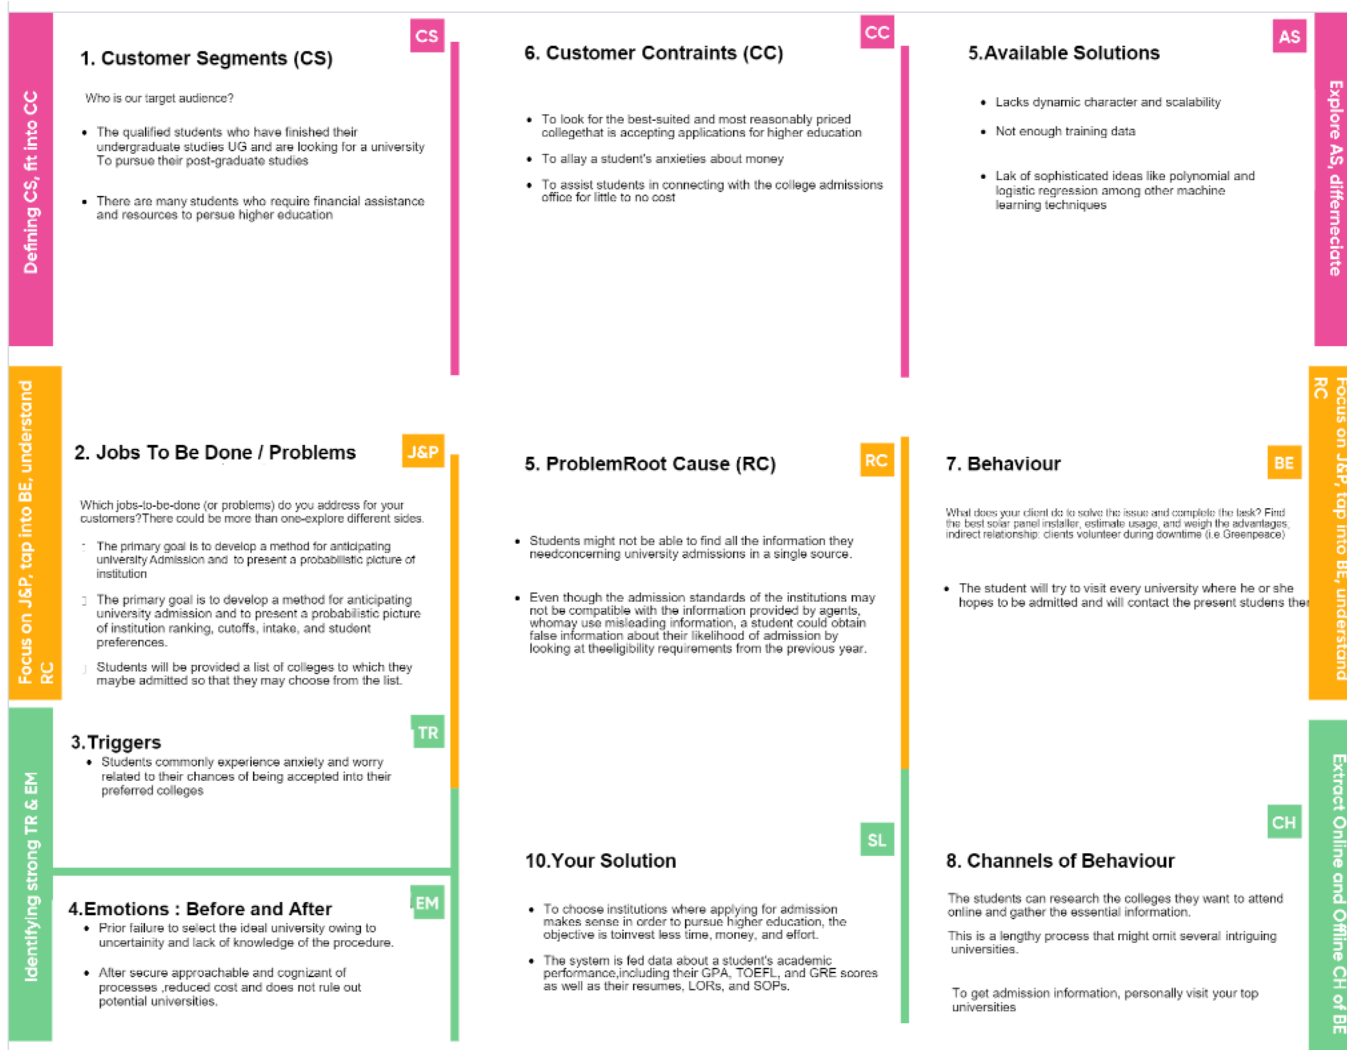 Defining CS, fit into CC
CS
1. Customer Segments (CS)
Who is our target audience?
• The qualified students who have finished their
undergraduate studies UG and are looking for a university
To pursue their post-graduate studies
• There are many students who require financial assistance
and resources to persue higher education
CC
6. Customer Contraints (CC)
• To look for the best-suited and most reasonably priced
collegethat is accepting applications for higher education
• To allay a student's anxieties about money
• To assist students in connecting with the college admissions
office for little to no cost
AS
5.Available Solutions
• Lacks dynamic character and scalability
• Not enough training data
• Lak of sophisticated ideas like polynomial and
logistic regression among other machine
learning techniques
Explore AS, differneciate
Focus on J&P, tap into BE, understand
RC
J&P
2. Jobs To Be Done / Problems
Which jobs-to-be-done (or problems) do you address for your
customers?There could be more than one-explore different sides.
The primary goal is to develop a method for anticipating
university Admission and to present a probabilistic picture of
institution
The primary goal is to develop a method for anticipating
university admission and to present a probabilistic picture
of institution ranking, cutoffs, intake, and student
preferences.
Students will be provided a list of colleges to which they
maybe admitted so that they may choose from the list.
RC
5. ProblemRoot Cause (RC)
• Students might not be able to find all the information they
needconcerning university admissions in a single source.
• Even though the admission standards of the institutions may
not be compatible with the information provided by agents,
whomay use misleading information, a student could obtain
false information about their likelihood of admission by
looking at theeligibility requirements from the previous year.
BE
7. Behaviour
What does your client do to solve the issue and complete the task? Find
the best solar panel installer, estimate usage, and weigh the advantages;
indirect relationship: clients volunteer during downtime (i.e Greenpeace)
• The student will try to visit every university where he or she
hopes to be admitted and will contact the present studens ther
Focus on J&P, tap into BE, understand
RC
Identifying strong TR & EM
TR
3.Triggers
• Students commonly experience anxiety and worry
related to their chances of being accepted into their
preferred colleges
EM
4.Emotions : Before and After
• Prior failure to select the ideal university owing to
uncertainity and lack of knowledge of the procedure.
• After secure approachable and cognizant of
processes ,reduced cost and does not rule out
potential universities.
SL
10.Your Solution
• To choose institutions where applying for admission
makes sense in order to pursue higher education, the
objective is toinvest less time, money, and effort.
• The system is fed data about a student's academic
performance,including their GPA, TOEFL, and GRE scores
as well as their resumes, LORs, and SOPs.
CH
8. Channels of Behaviour
The students can research the colleges they want to attend
online and gather the essential information.
This is a lengthy process that might omit several intriguing
universities.
To get admission information, personally visit your top
universities
Extract Online and Offline CH of BE